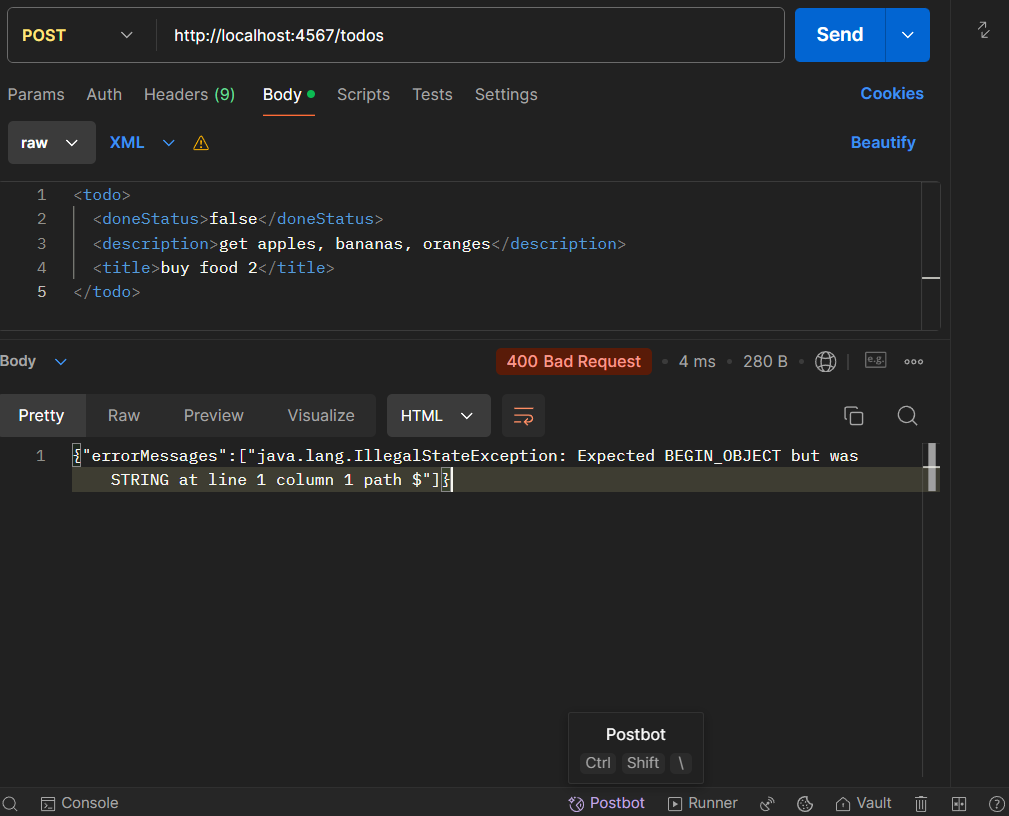 POST
http://localhost:4567/todos
Send
Params Auth Headers (9) Body Scripts Tests Settings Cookies
raw XML Beautify
1 <todo>
2 <doneStatus>false</doneStatus>
3 <description>get apples, bananas, oranges</description>
4 <title>buy food 2</title>
5 </todo>
Body 400 Bad Request 4 ms 280 B e.g.
Pretty Raw Preview Visualize HTML
1 {"errorMessages":["java.lang.IllegalStateException: Expected BEGIN_OBJECT but was
STRING at line 1 column 1 path $"]}
Postbot
Ctrl Shift \
Console Postbot Runner Vault